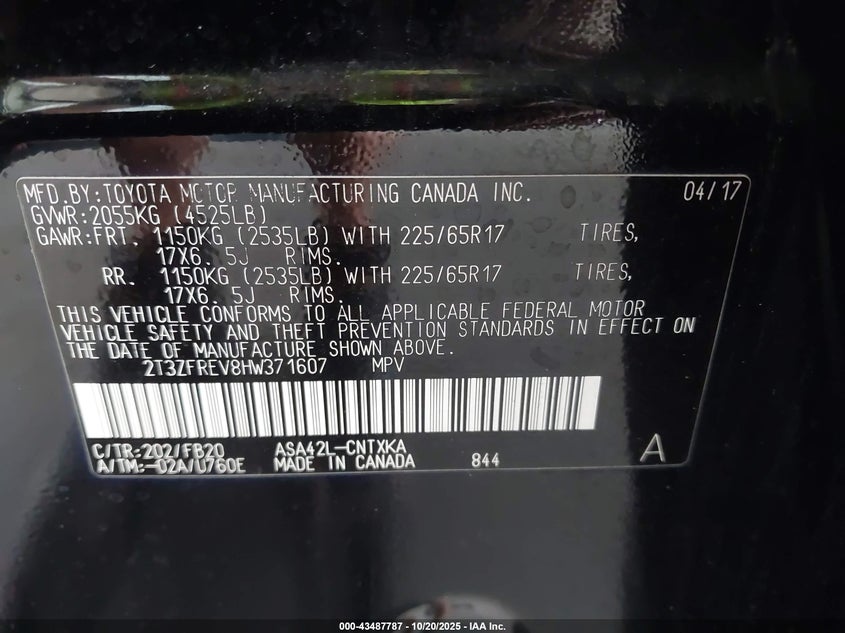 MFD.BY:TOYOTA MOTOR MANUFACTURING CANADA INC. 04/17
GVWR:2055KG (4525LB)
GAWR:FRT. 1150KG (2535LB) WITH 225/65R17 TIRES,
17X6.5J RIMS.
RR. 1150KG (2535LB) WITH 225/65R17 TIRES,
17X6.5J RIMS.
THIS VEHICLE CONFORMS TO ALL APPLICABLE FEDERAL MOTOR
VEHICLE SAFETY AND THEFT PREVENTION STANDARDS IN EFFECT ON
THE DATE OF MANUFACTURE SHOWN ABOVE.
2T3ZFREV8HW371607 MPV
C/TR:202/FB20 ASA42L-CNTXKA
A/TM:-02A/U760E MADE IN CANADA 844 A
000-43487787 - 10/20/2025 - IAA Inc.